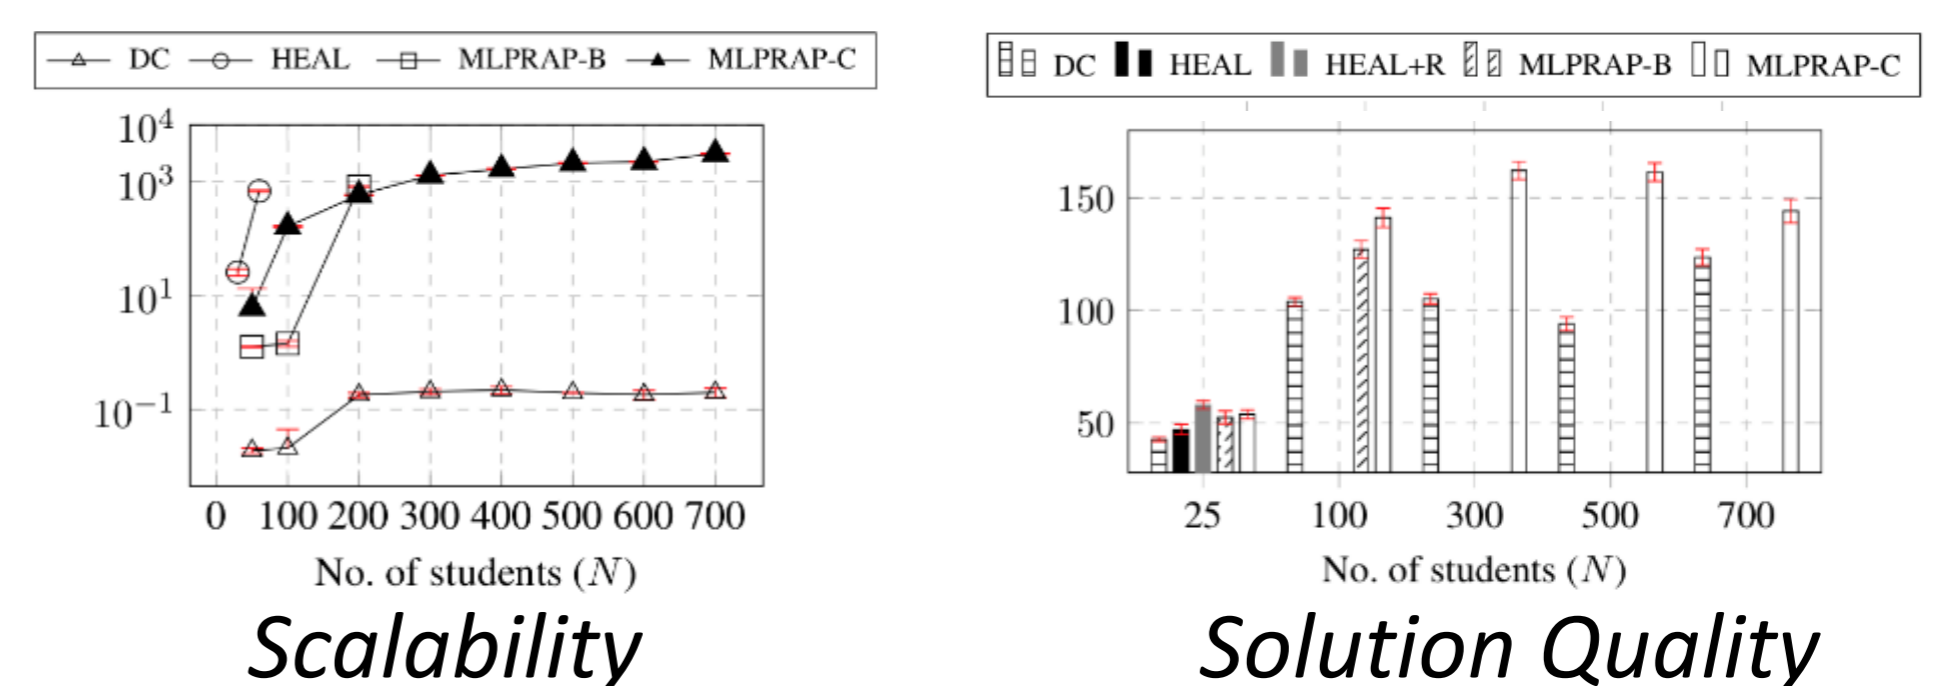 DC HEAL MLPRAP-B MLPRAP-C
10^4
10^3
10^1
10^−1
0 100 200 300 400 500 600 700
No. of students (N)
Scalability
DC HEAL HEAL+R MLPRAP-B MLPRAP-C
150
100
50
25 100 300 500 700
No. of students (N)
Solution Quality